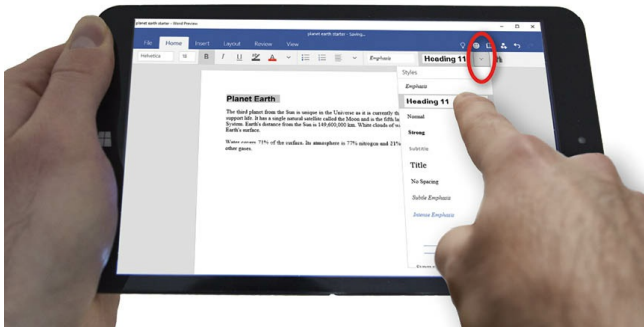 planet earth starter - Word Preview
planet earth starter - Saving...
File Home Insert Layout Review View
Helvetica 16 B I U A Emphasis Heading 11
Styles
Emphasis
Heading 11
Normal
Strong
SUBTITLE
Title
No Spacing
Subtle Emphasis
Intense Emphasis
Planet Earth
The third planet from the Sun is unique in the Universe as it is currently th
support life. It has a single natural satellite called the Moon and is the fifth la
System. Earth's distance from the Sun is 149,600,000 km. White clouds of
Earth's surface.
Water covers 71% of the surface. Its atmosphere is 77% nitrogen and 21%
other gases.